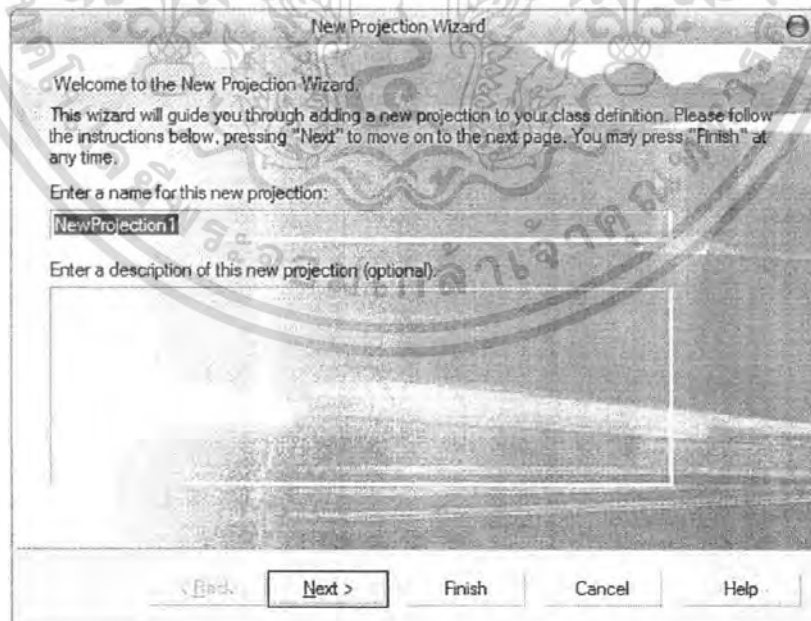 New Projection Wizard
Welcome to the New Projection Wizard.
This wizard will guide you through adding a new projection to your class definition. Please follow
the instructions below, pressing "Next" to move on to the next page. You may press "Finish" at
any time.
Enter a name for this new projection:
NewProjection1
Enter a description of this new projection (optional).
< Back
Next >
Finish
Cancel
Help